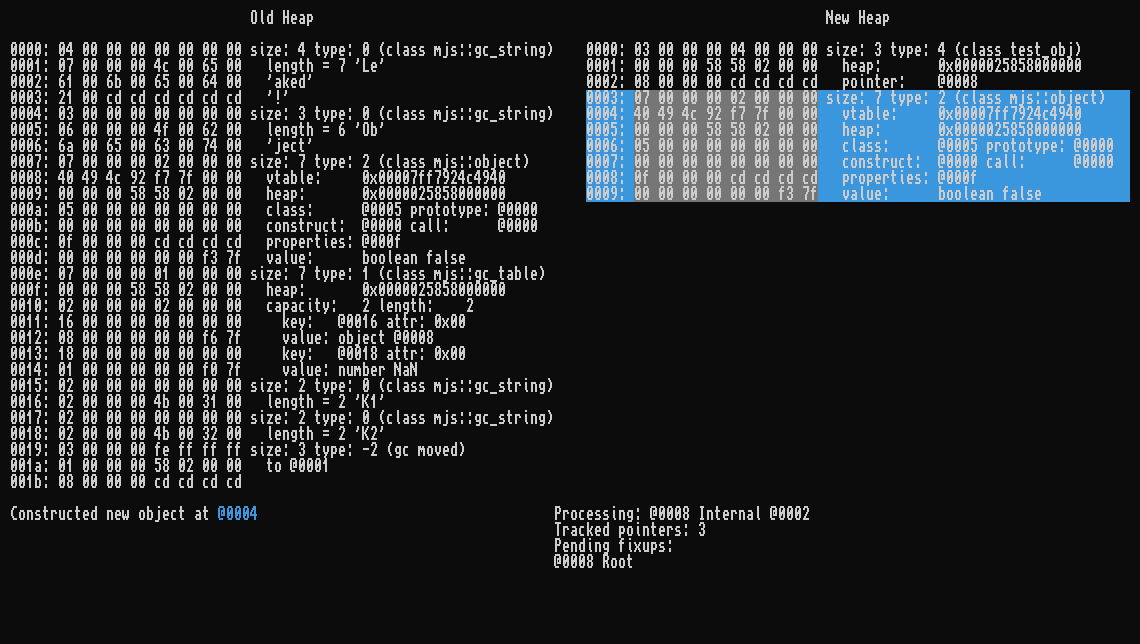 Old Heap
0000: 04 00 00 00 00 00 00 00 size: 4 type: 0 (class mjs::gc_string)
0001: 07 00 00 00 4c 00 65 00 length = 7 'Le'
0002: 61 00 6b 00 65 00 64 00 'aked'
0003: 21 00 cd cd cd cd cd cd '!'
0004: 03 00 00 00 00 00 00 00 size: 3 type: 0 (class mjs::gc_string)
0005: 06 00 00 00 4f 00 62 00 length = 6 'Ob'
0006: 6a 00 65 00 63 00 74 00 'ject'
0007: 07 00 00 00 02 00 00 00 size: 7 type: 2 (class mjs::object)
0008: 40 49 4c 92 f7 7f 00 00 vtable: 0x00007ff7924c4940
0009: 00 00 00 58 58 02 00 00 heap: 0x0000025858000000
000a: 05 00 00 00 00 00 00 00 class: @0005 prototype: @0000
000b: 00 00 00 00 00 00 00 00 construct: @0000 call: @0000
000c: 0f 00 00 00 cd cd cd cd properties: @000f
000d: 00 00 00 00 00 00 f3 7f value: boolean false
000e: 07 00 00 00 01 00 00 00 size: 7 type: 1 (class mjs::gc_table)
000f: 00 00 00 58 58 02 00 00 heap: 0x0000025858000000
0010: 02 00 00 00 02 00 00 00 capacity: 2 length: 2
0011: 16 00 00 00 00 00 00 00 key: @0016 attr: 0x00
0012: 08 00 00 00 00 00 f6 7f value: object @0008
0013: 18 00 00 00 00 00 00 00 key: @0018 attr: 0x00
0014: 01 00 00 00 00 00 f0 7f value: number NaN
0015: 02 00 00 00 00 00 00 00 size: 2 type: 0 (class mjs::gc_string)
0016: 02 00 00 00 4b 00 31 00 length = 2 'K1'
0017: 02 00 00 00 00 00 00 00 size: 2 type: 0 (class mjs::gc_string)
0018: 02 00 00 00 4b 00 32 00 length = 2 'K2'
0019: 03 00 00 00 fe ff ff ff size: 3 type: -2 (gc moved)
001a: 01 00 00 00 58 02 00 00 to @0001
001b: 08 00 00 00 cd cd cd cd
Constructed new object at @0004
New Heap
0000: 03 00 00 00 04 00 00 00 size: 3 type: 4 (class test_obj)
0001: 00 00 00 58 58 02 00 00 heap: 0x0000025858000000
0002: 08 00 00 00 cd cd cd cd pointer: @0008
0003: 07 00 00 00 02 00 00 00 size: 7 type: 2 (class mjs::object)
0004: 40 49 4c 92 f7 7f 00 00 vtable: 0x00007ff7924c4940
0005: 00 00 00 58 58 02 00 00 heap: 0x0000025858000000
0006: 05 00 00 00 00 00 00 00 class: @0005 prototype: @0000
0007: 00 00 00 00 00 00 00 00 construct: @0000 call: @0000
0008: 0f 00 00 00 cd cd cd cd properties: @000f
0009: 00 00 00 00 00 00 f3 7f value: boolean false
Processing: @0008 Internal @0002
Tracked pointers: 3
Pending fixups:
@0008 Root